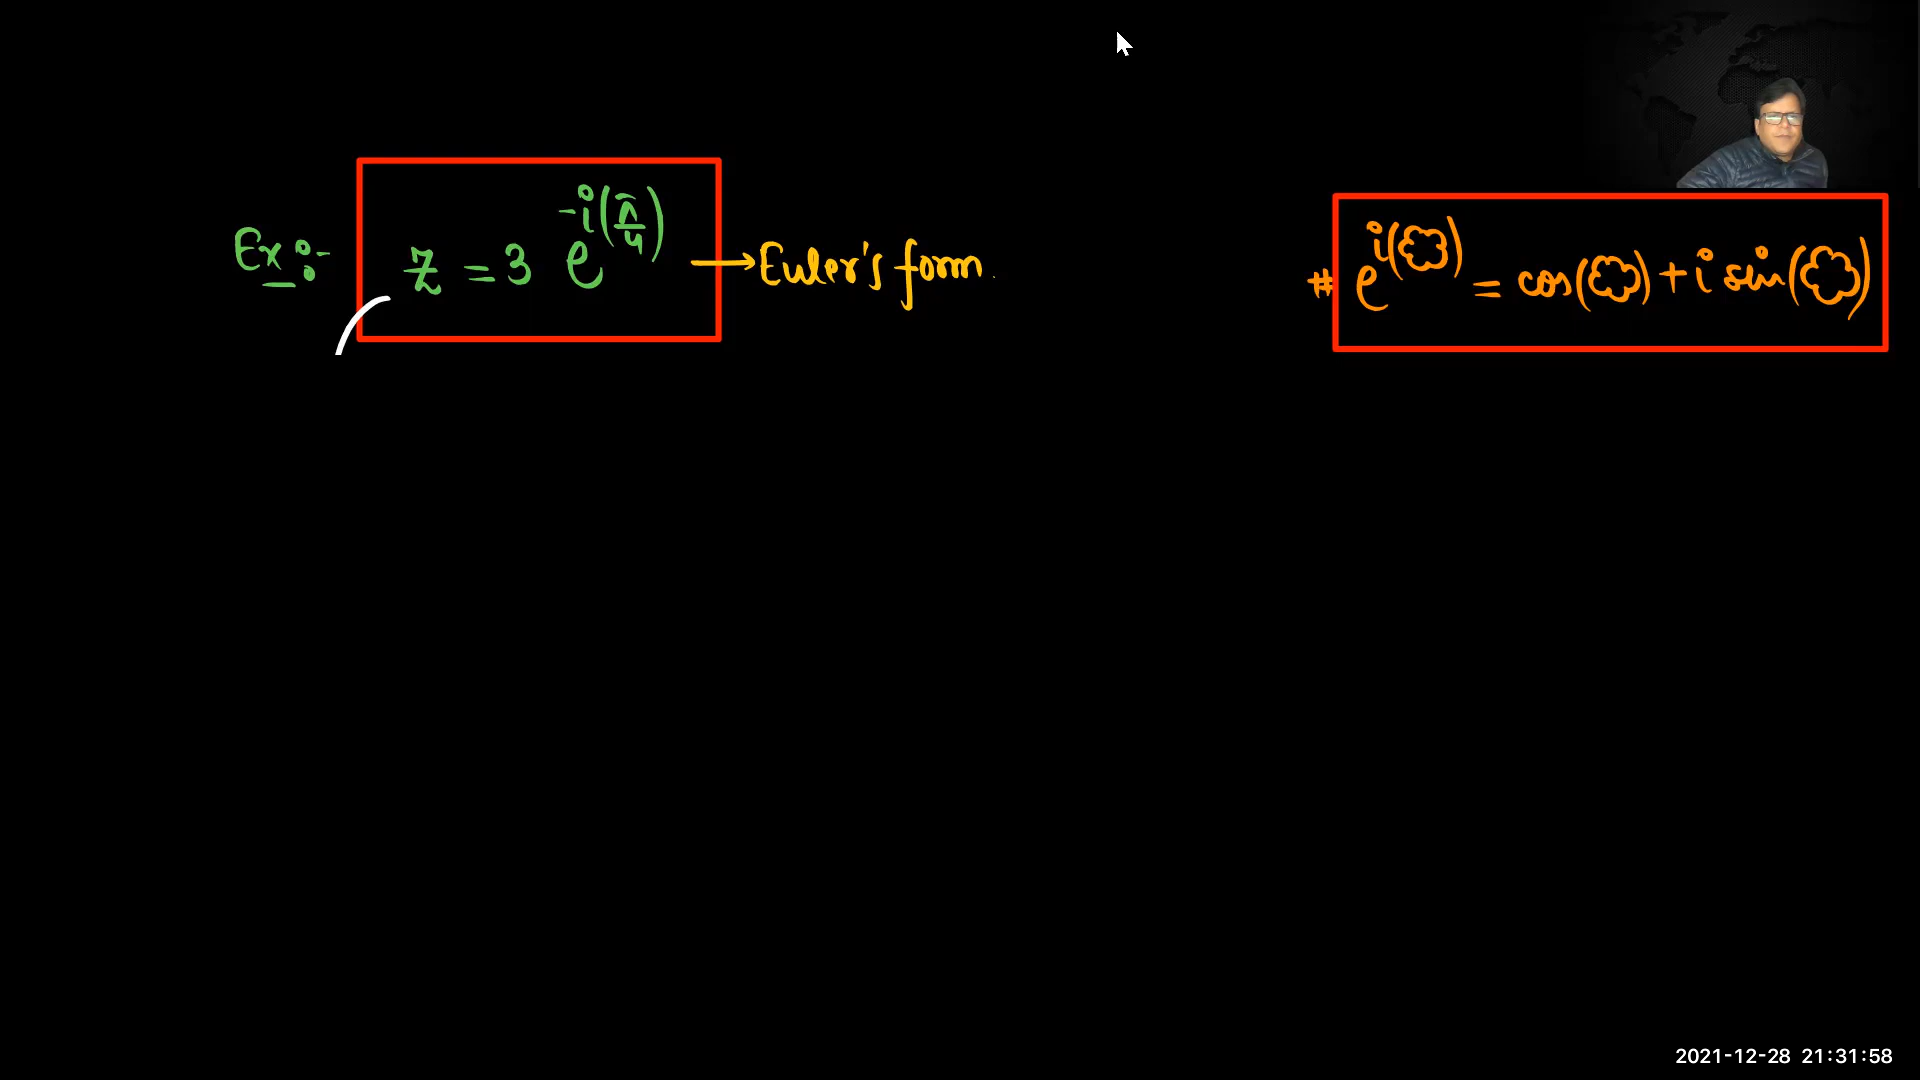 Ex :- z = 3 e^{-i(π/4)} → Euler's form.
# e^{i(☁)} = cos(☁) + i sin(☁)
2021-12-28 21:31:58